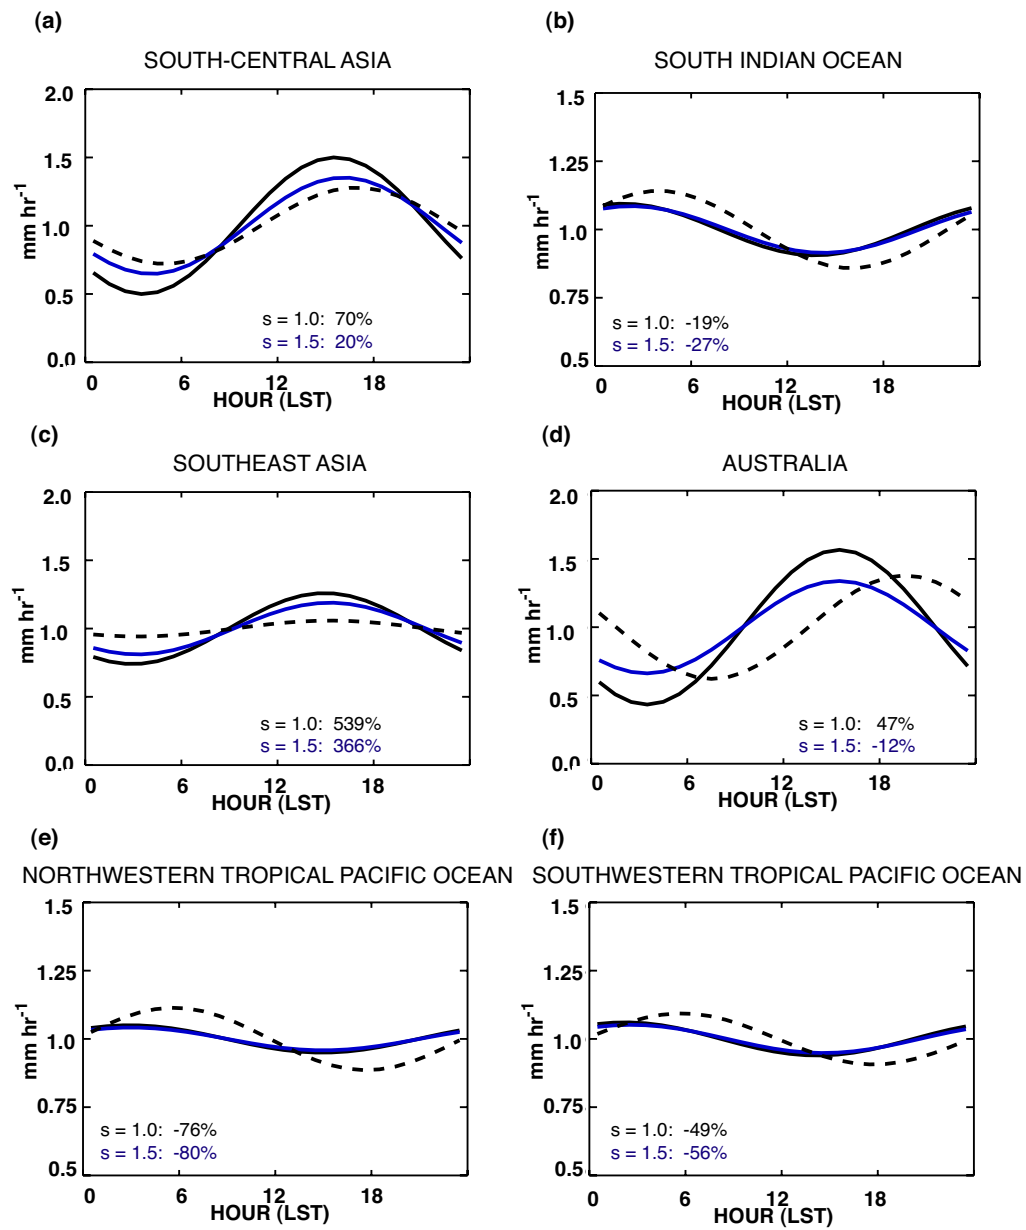 (a)
SOUTH-CENTRAL ASIA
2.0
1.5
1.0
0.5
0.0
mm hr-1
s = 1.0: 70%
s = 1.5: 20%
0 6 12 18
HOUR (LST)
(b)
SOUTH INDIAN OCEAN
1.5
1.25
1.0
0.75
0.5
mm hr-1
s = 1.0: -19%
s = 1.5: -27%
0 6 12 18
HOUR (LST)
(c)
SOUTHEAST ASIA
2.0
1.5
1.0
0.5
0.0
mm hr-1
s = 1.0: 539%
s = 1.5: 366%
0 6 12 18
HOUR (LST)
(d)
AUSTRALIA
2.0
1.5
1.0
0.5
0.0
mm hr-1
s = 1.0: 47%
s = 1.5: -12%
0 6 12 18
HOUR (LST)
(e)
NORTHWESTERN TROPICAL PACIFIC OCEAN
1.5
1.25
1.0
0.75
0.5
mm hr-1
s = 1.0: -76%
s = 1.5: -80%
0 6 12 18
HOUR (LST)
(f)
SOUTHWESTERN TROPICAL PACIFIC OCEAN
1.5
1.25
1.0
0.75
0.5
mm hr-1
s = 1.0: -49%
s = 1.5: -56%
0 6 12 18
HOUR (LST)